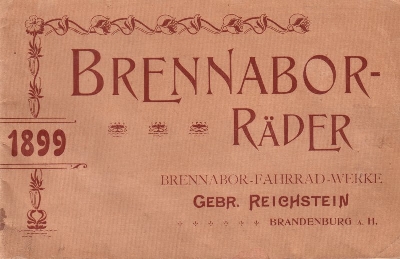 BRENNABOR-
RÄDER
1899
BRENNABOR-FAHRRAD-WERKE
GEBR. REICHSTEIN
BRANDENBURG A. H.